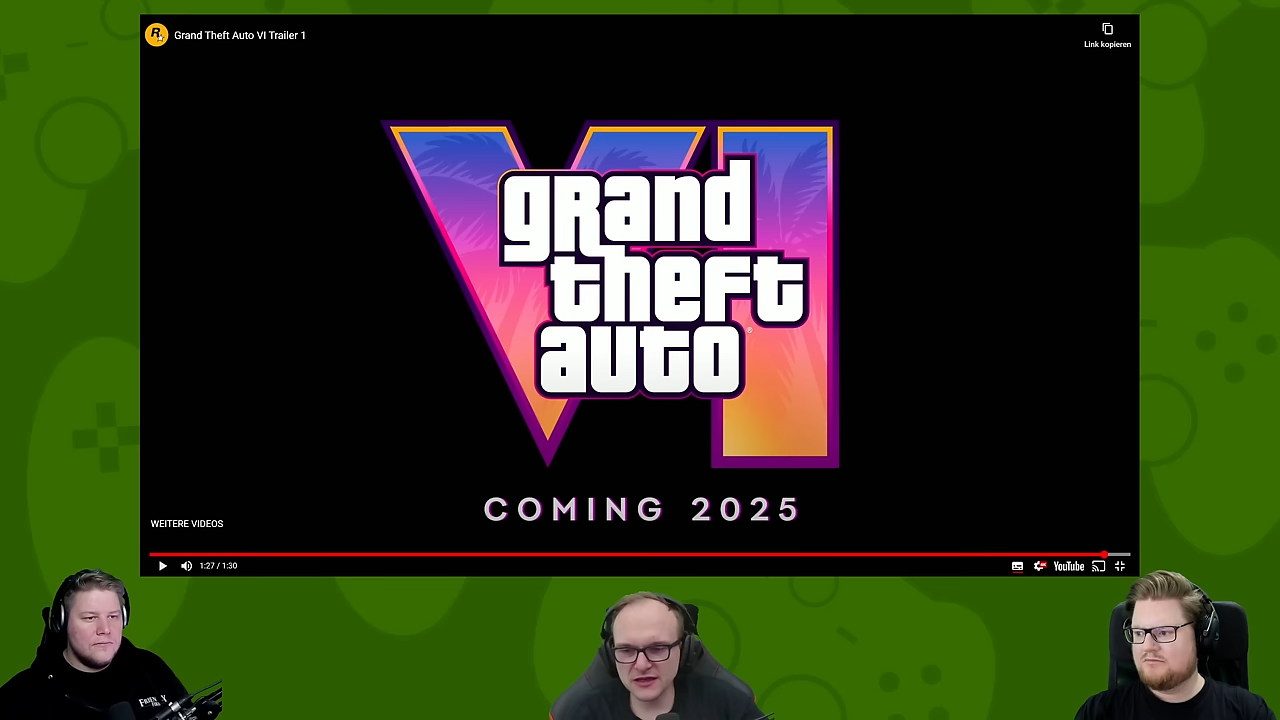 Grand Theft Auto VI Trailer 1
Link kopieren
VI
grand
theft
auto
®
COMING 2025
WEITERE VIDEOS
1:27 / 1:30
YouTube